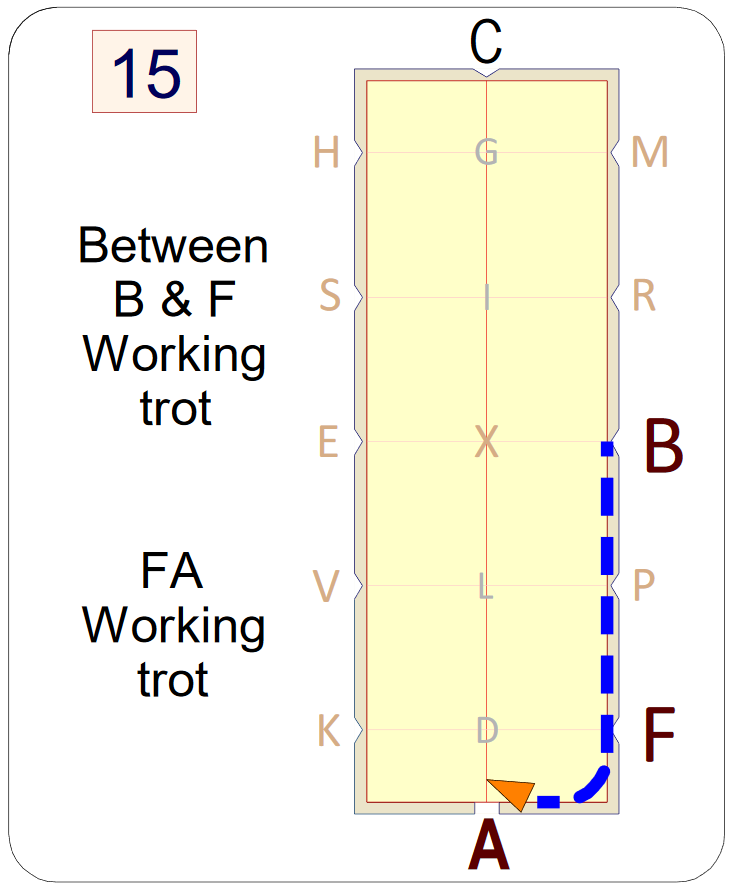 15
C
H G M
Between
B & F
Working
trot
S I R
E X B
FA
Working
trot
V L P
K D F
A